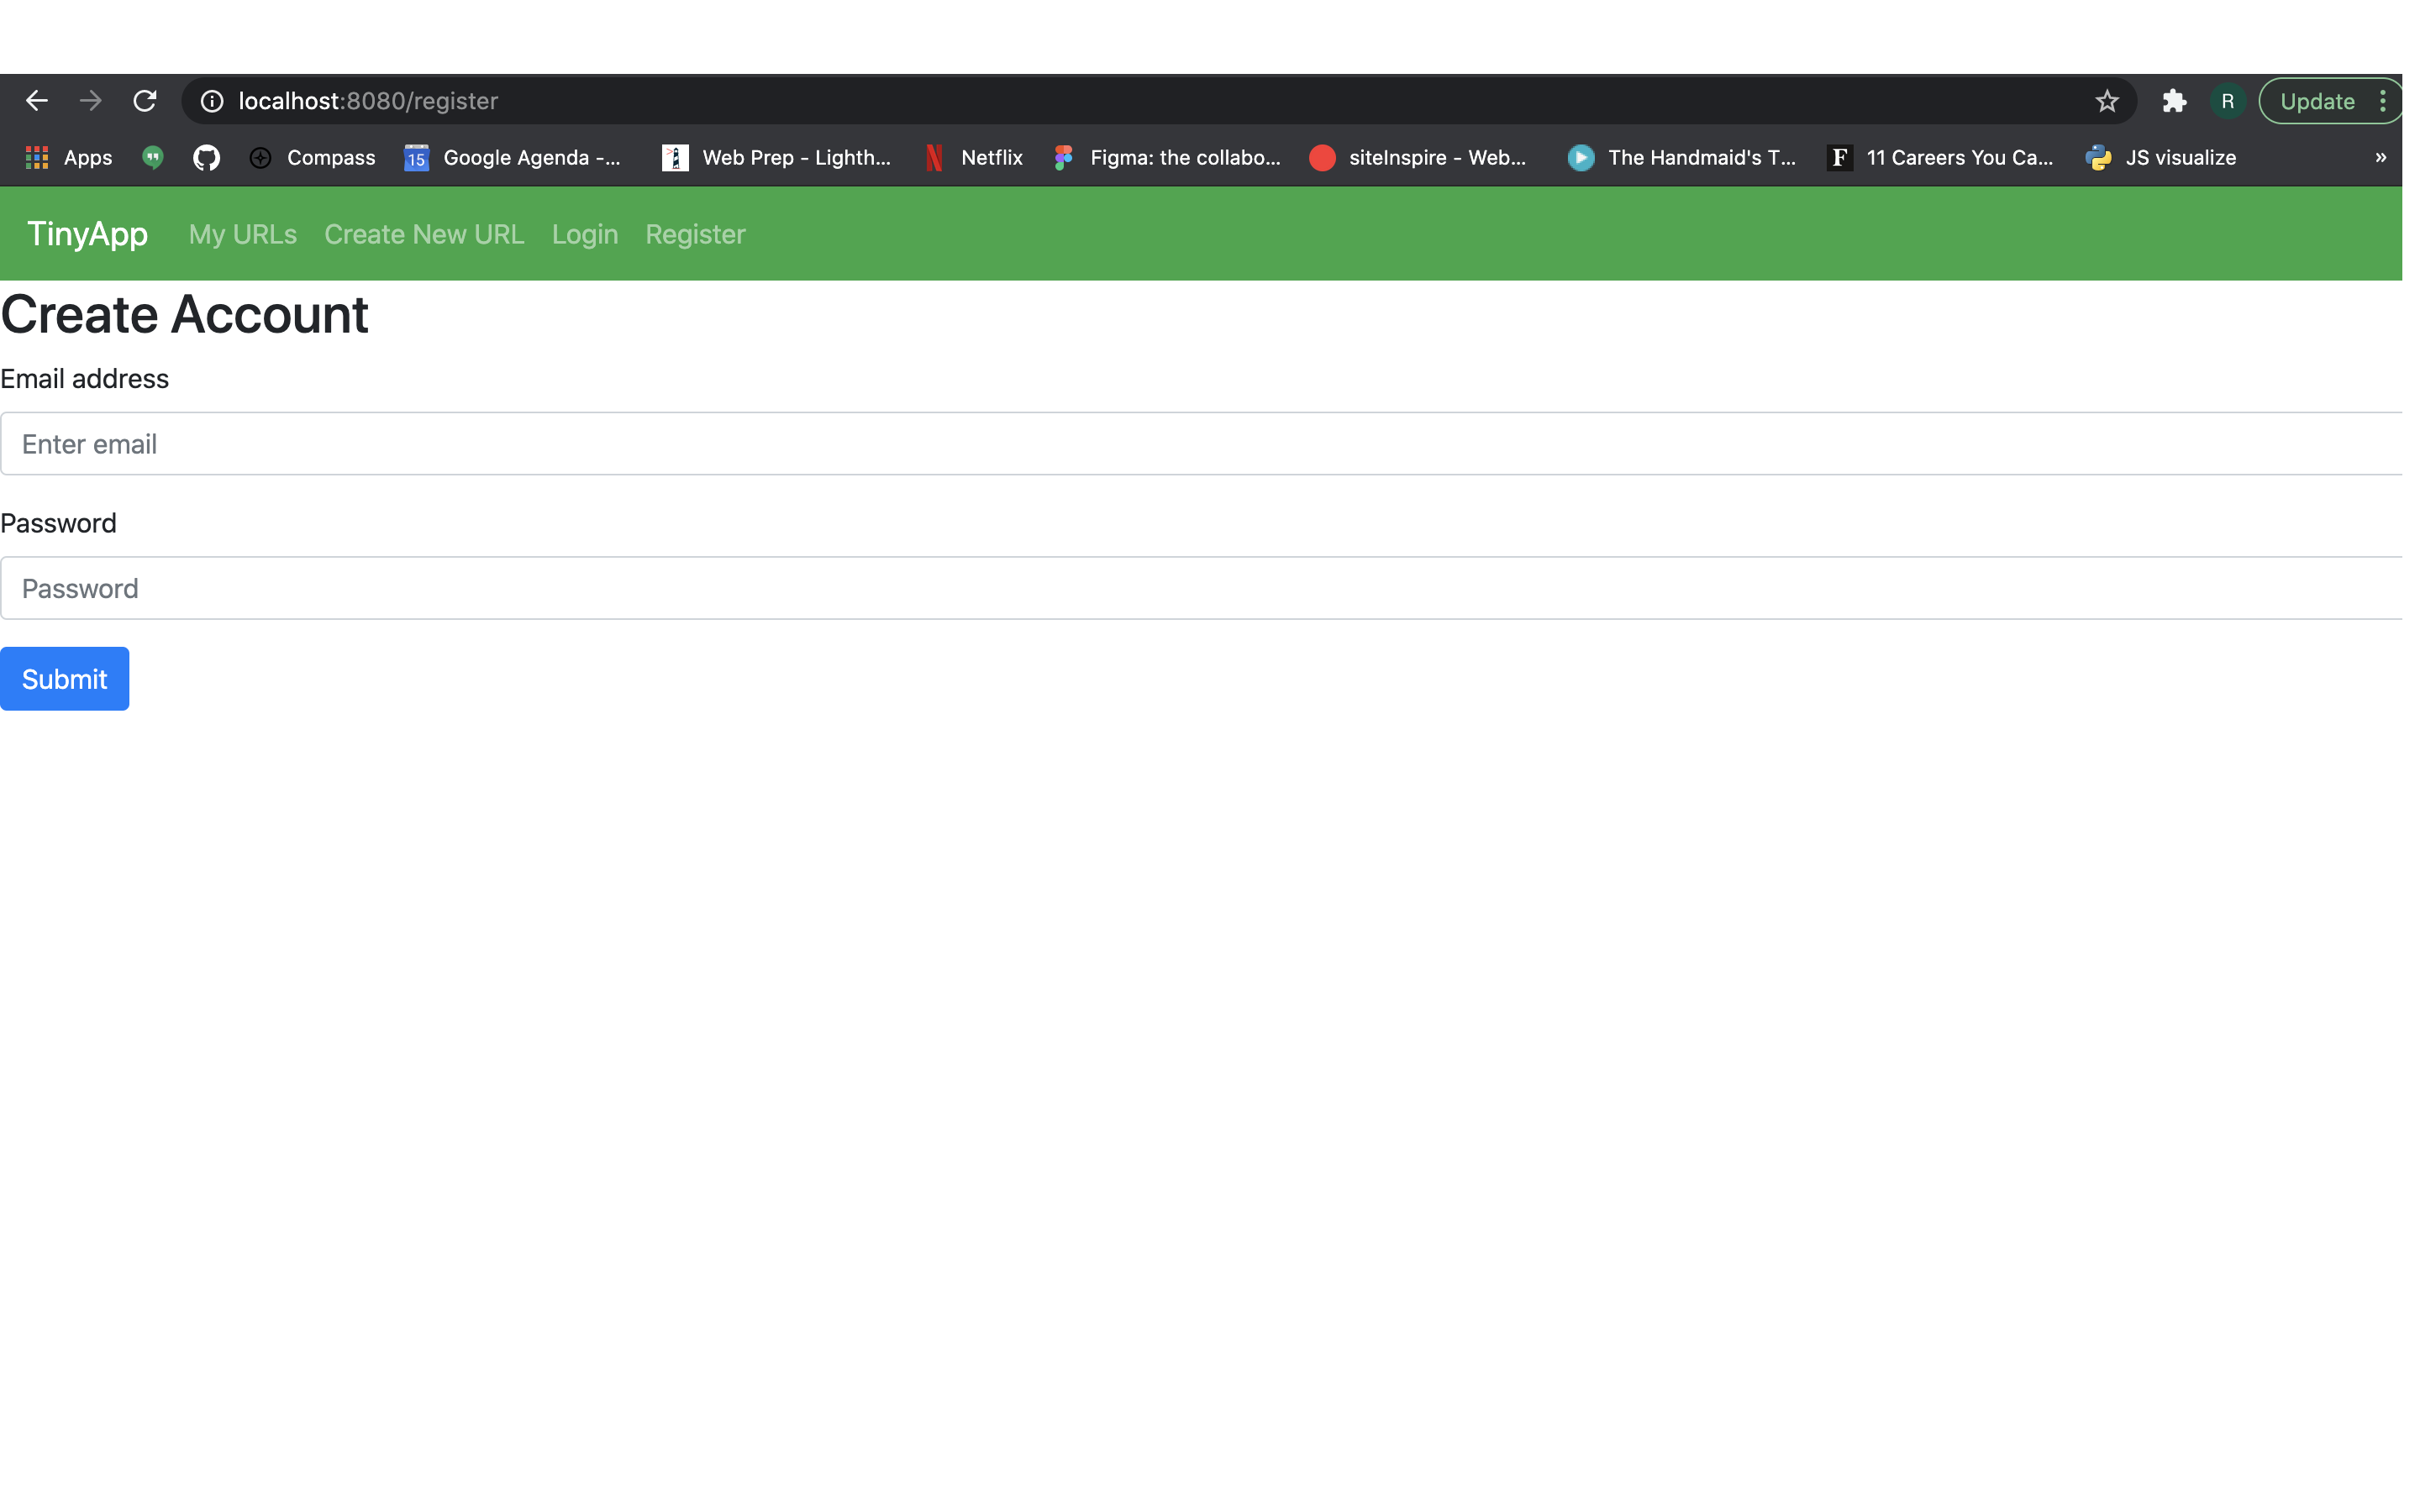 localhost:8080/register
R
Update
Apps
Compass
15
Google Agenda -...
Web Prep - Lighth...
N
Netflix
Figma: the collabo...
siteInspire - Web...
The Handmaid's T...
F
11 Careers You Ca...
JS visualize
»
TinyApp My URLs Create New URL Login Register
Create Account
Email address
Enter email
Password
Password
Submit